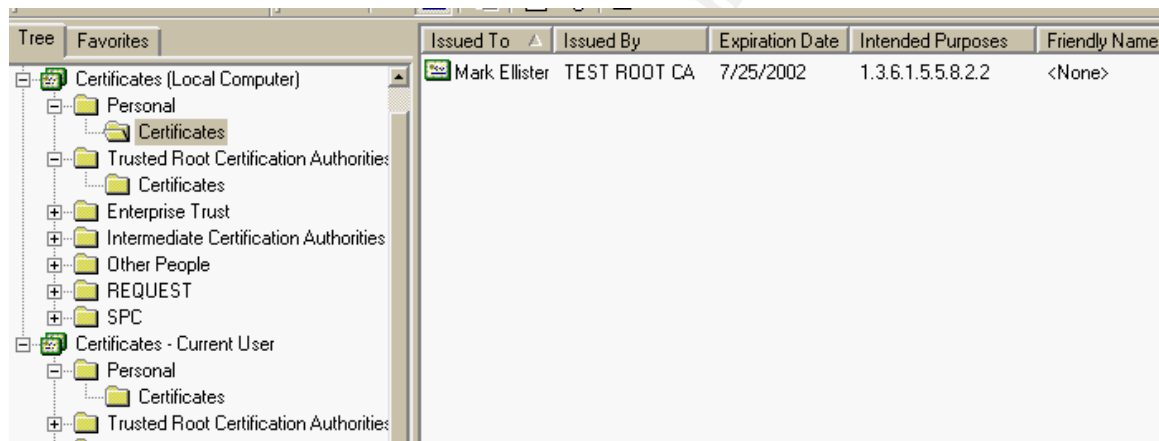 Tree Favorites
Issued To Issued By Expiration Date Intended Purposes Friendly Name
Certificates (Local Computer)
Personal
Certificates
Trusted Root Certification Authorities
Certificates
Enterprise Trust
Intermediate Certification Authorities
Other People
REQUEST
SPC
Certificates - Current User
Personal
Certificates
Trusted Root Certification Authorities
Mark Ellister TEST ROOT CA 7/25/2002 1.3.6.1.5.5.8.2.2 <None>